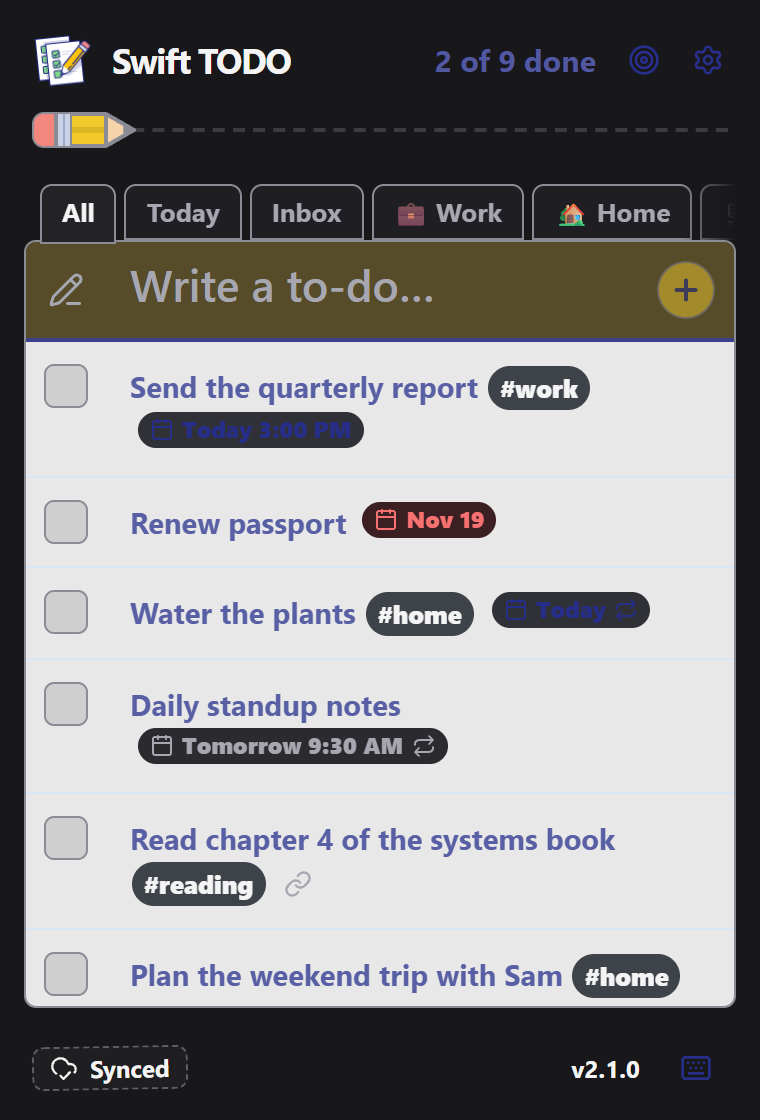 Swift TODO
2 of 9 done
All
Today
Inbox
Work
Home
Write a to-do...
Send the quarterly report #work
Today 3:00 PM
Renew passport Nov 19
Water the plants #home Today
Daily standup notes
Tomorrow 9:30 AM
Read chapter 4 of the systems book
#reading
Plan the weekend trip with Sam #home
Synced
v2.1.0